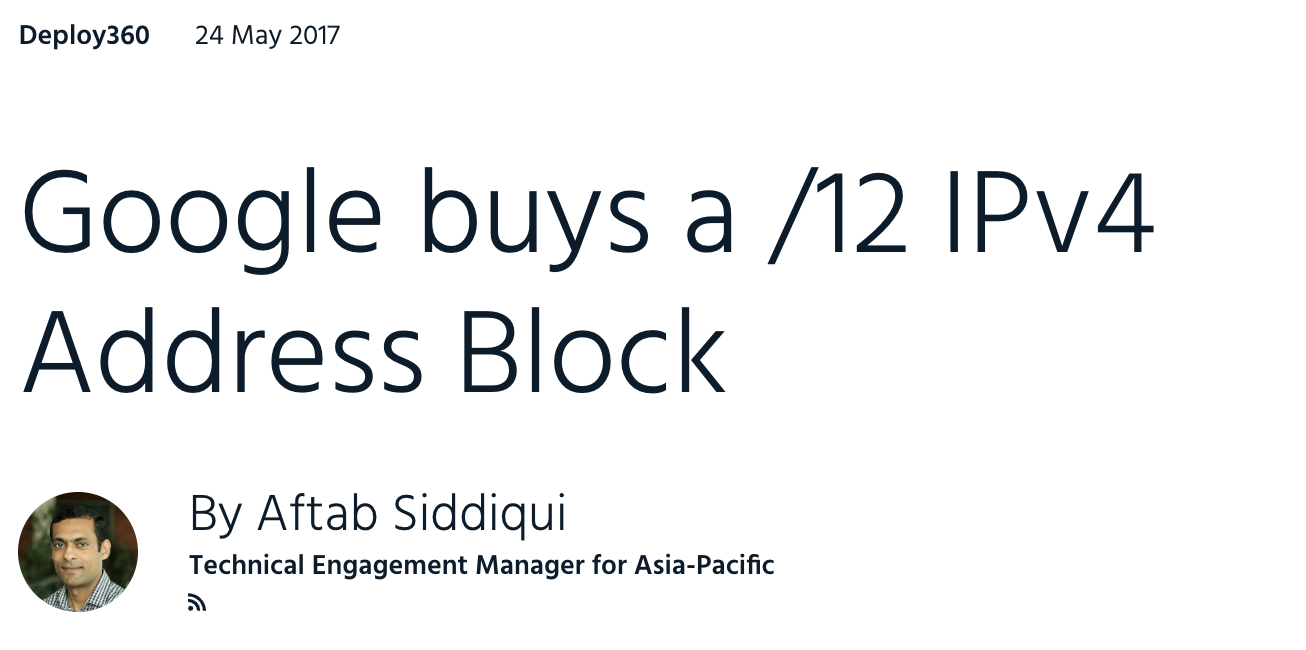 Deploy360 24 May 2017
Google buys a /12 IPv4
Address Block
By Aftab Siddiqui
Technical Engagement Manager for Asia-Pacific